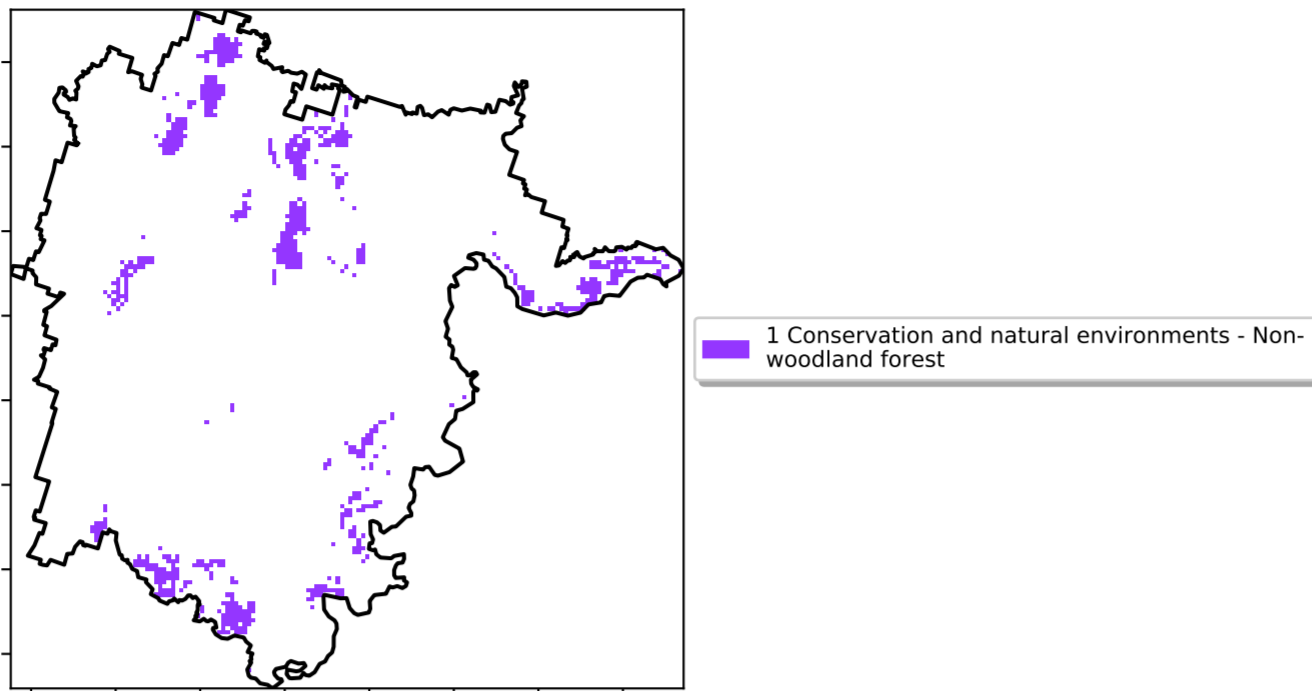 1 Conservation and natural environments - Non-
woodland forest